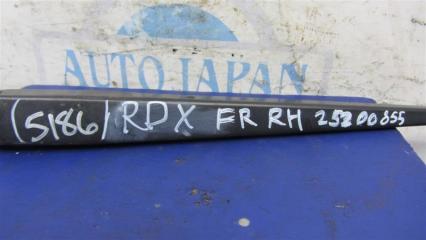 AUTO JAPAN
(5186) RDX FR RH 25200855